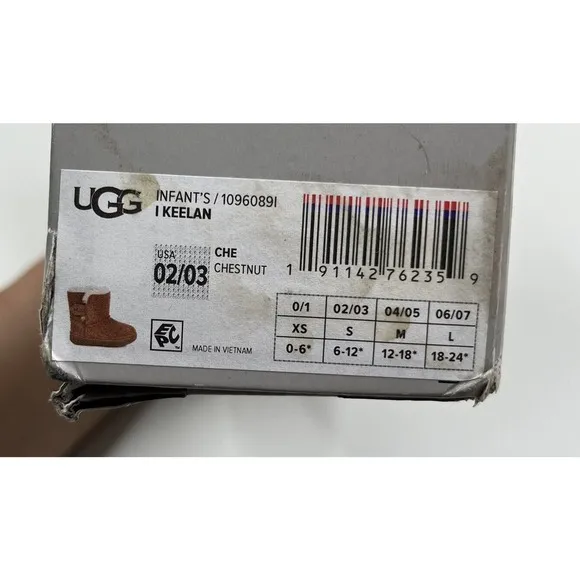 UGG
INFANT'S / 1096089I
I KEELAN
USA
02/03
CHE
CHESTNUT
1 91142 76235 9
EPC
MADE IN VIETNAM
0/1 02/03 04/05 06/07
XS S M L
0-6* 6-12* 12-18* 18-24*